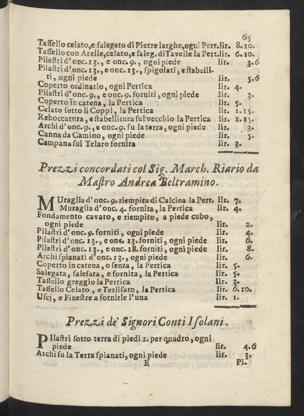 65
Tassello celato, e salegato di Pietre larghe, ogni Pert. lir. 8. 10.
Tassello con Arelle, celato, e saleg. di Tavelle la Pert. lir. 6. 10.
Pilastri d'onc. 13., e onc. 9., ogni piede lir. 3. 6
Pilastri d'onc. 13., e onc. 13., spigolati, e stabeliti, ogni piede lir. 5. 6
Coperto ordinario, ogni Pertica lir. 4.
Pilastri d'onc. 9., e onc. 9. forniti, ogni piede lir. 3.
Coperto in catena, la Pertica lir. 5.
Celato sotto li Coppi, la Pertica lir. 1. 15.
Reboccatura, e stabellitura sul vecchio la Pertica lir. 1. 15.
Archi d'onc. 9., e onc. 9. su la terra, ogni piede lir. 3.
Canna da Camino, ogni piede lir. 5.
Campana sul Telaro fornita lir. 3.
Prezzi concordati col Sig. March. Riario da
Mastro Andrea Beltramino.
Muraglia d'onc. 9. riempita di Calcina la Pert. lir. 7.
Muraglia d'onc. 4. fornita, la Pertica lir. 4.
Fondamento cavato, e riempito, a piede cubo,
ogni piede lir. 2.
Pilastri d'onc. 9. forniti, ogni piede lir. 4.
Pilastri d'onc. 13., e onc. 13. forniti, ogni piede lir. 6.
Pilastri d'onc. 13., e onc. 18. forniti, ogni piede lir. 8.
Archi spianati d'onc. 13., ogni piede lir. 6.
Coperto in catena, o senza, la Pertica lir. 5.
Salegata, salesata, e fornita, la Pertica lir. 5.
Tassello greggio la Pertica lir. 3.
Tassello Celato, e Terlisato, la Pertica lir. 6. 10.
Uscj, e Finestre a fornirle l'una lir. 1.
Prezzi de' Signori Conti Isolani.
Pilastri sotto terra di piedi 2. per quadro, ogni
piede lir. 4. 6
Archi su la Terra spianati, ogni piede lir. 3.
E Pi-